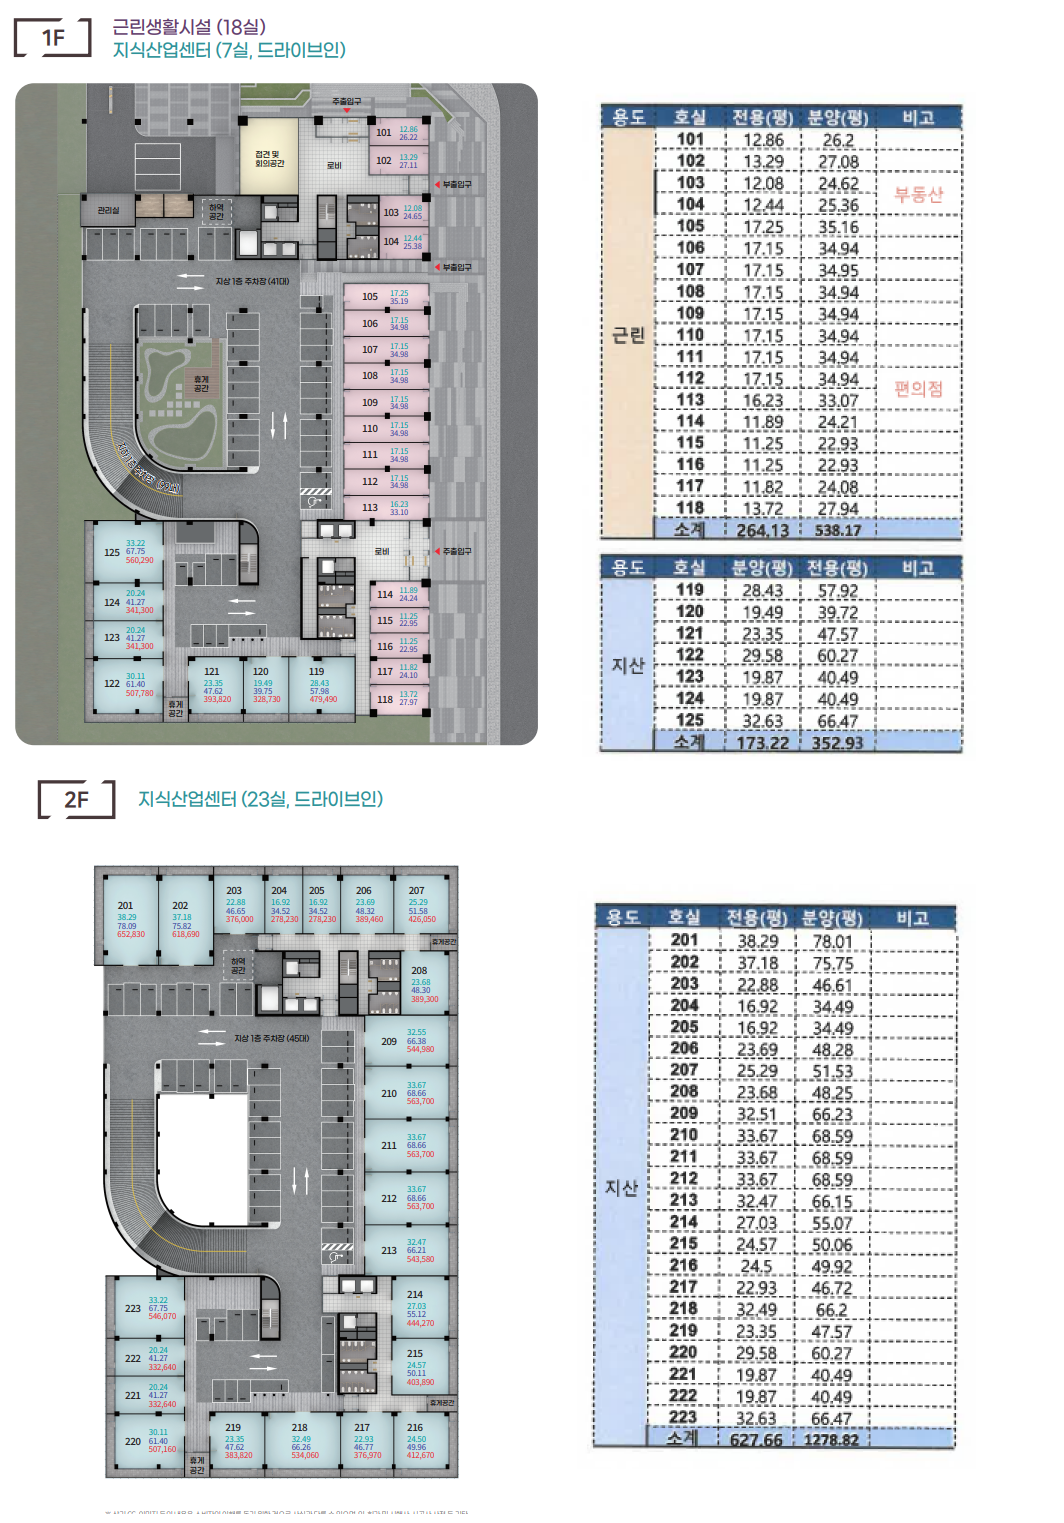 1F
근린생활시설 (18실)
지식산업센터 (7실, 드라이브인)
주출입구
101 12.86 26.22
접견 및 회의공간
로비
102 13.29 27.11
부출입구
관리실
하역 공간
103 12.08 24.65
104 12.44 25.38
부출입구
지상 1층 주차장 (41대)
105 17.25 35.19
106 17.15 34.98
107 17.15 34.98
108 17.15 34.98
휴게 공간
109 17.15 34.98
110 17.15 34.98
111 17.15 34.98
112 17.15 34.98
113 16.23 33.10
로비
주출입구
125 33.22 67.75 560,290
124 20.24 41.27 341,300
114 11.89 24.24
115 11.25 22.95
123 20.24 41.27 341,300
116 11.25 22.95
122 30.11 61.40 507,780
121 23.35 47.62 393,820
120 19.49 39.75 328,730
119 28.43 57.98 479,490
117 11.82 24.10
118 13.72 27.97
휴게 공간
용도 호실 전용(평) 분양(평) 비고
101 12.86 26.2
102 13.29 27.08
103 12.08 24.62
부동산
104 12.44 25.36
105 17.25 35.16
106 17.15 34.94
107 17.15 34.95
108 17.15 34.94
109 17.15 34.94
근린
110 17.15 34.94
111 17.15 34.94
112 17.15 34.94
편의점
113 16.23 33.07
114 11.89 24.21
115 11.25 22.93
116 11.25 22.93
117 11.82 24.08
118 13.72 27.94
소계 264.13 538.17
용도 호실 분양(평) 전용(평) 비고
119 28.43 57.92
120 19.49 39.72
121 23.35 47.57
지산
122 29.58 60.27
123 19.87 40.49
124 19.87 40.49
125 32.63 66.47
소계 173.22 352.93
2F
지식산업센터 (23실, 드라이브인)
201 38.29 78.09 652,830
202 37.18 75.82 618,690
203 22.88 46.65 376,000
204 16.92 34.52 278,230
205 16.92 34.52 278,230
206 23.69 48.32 389,460
207 25.29 51.58 426,050
휴게공간
하역 공간
208 23.68 48.30 389,300
지상 1층 주차장 (45대)
209 32.55 66.38 544,980
210 33.67 68.66 563,700
211 33.67 68.66 563,700
212 33.67 68.66 563,700
213 32.47 66.21 543,580
223 33.22 67.75 546,070
214 27.03 55.12 444,270
222 20.24 41.27 332,640
215 24.57 50.11 403,890
221 20.24 41.27 332,640
휴게공간
220 30.11 61.40 507,160
219 23.35 47.62 383,820
218 32.49 66.26 534,060
217 22.93 46.77 376,970
216 24.50 49.96 412,670
휴게 공간
용도 호실 전용(평) 분양(평) 비고
201 38.29 78.01
202 37.18 75.75
203 22.88 46.61
204 16.92 34.49
205 16.92 34.49
206 23.69 48.28
207 25.29 51.53
208 23.68 48.25
209 32.51 66.23
210 33.67 68.59
211 33.67 68.59
212 33.67 68.59
지산
213 32.47 66.15
214 27.03 55.07
215 24.57 50.06
216 24.5 49.92
217 22.93 46.72
218 32.49 66.2
219 23.35 47.57
220 29.58 60.27
221 19.87 40.49
222 19.87 40.49
223 32.63 66.47
소계 627.66 1278.82